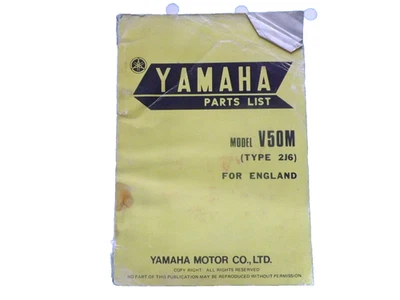 YAMAHA
PARTS LIST
MODEL V50M
(TYPE 2J6)
FOR ENGLAND
YAMAHA MOTOR CO., LTD.
COPY RIGHT. ALL RIGHTS RESERVED
NO PART OF THIS PUBLICATION MAY BE REPRODUCED WITHOUT PERMISSION